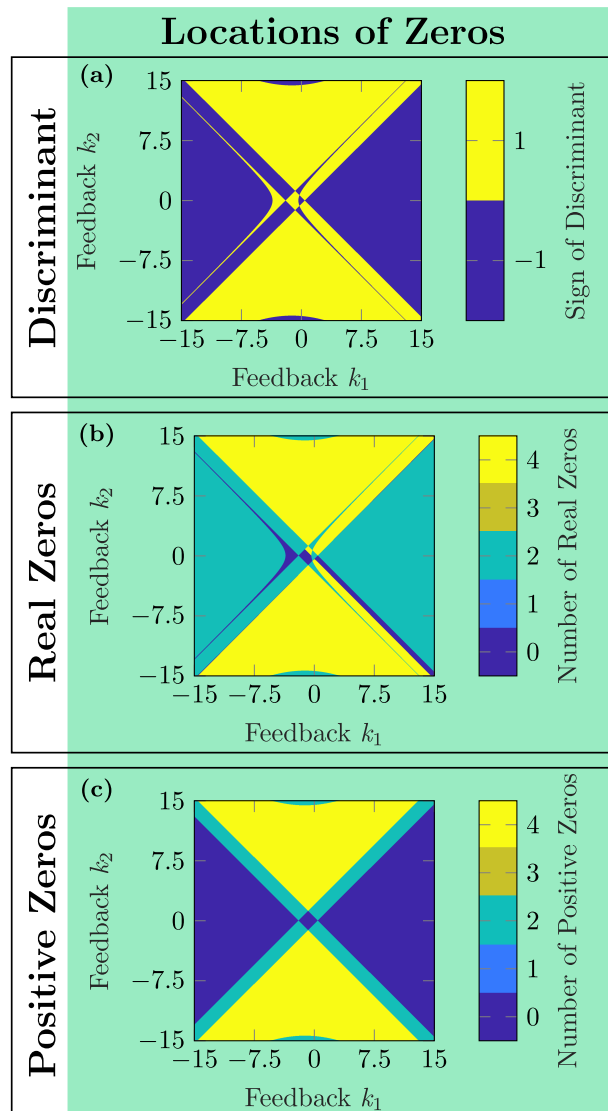 Locations of Zeros
Discriminant
(a)
15
7.5
0
−7.5
−15
Feedback k₂
−15 −7.5 0 7.5 15
Feedback k₁
1
−1
Sign of Discriminant
Real Zeros
(b)
15
7.5
0
−7.5
−15
Feedback k₂
−15 −7.5 0 7.5 15
Feedback k₁
4
3
2
1
0
Number of Real Zeros
Positive Zeros
(c)
15
7.5
0
−7.5
−15
Feedback k₂
−15 −7.5 0 7.5 15
Feedback k₁
4
3
2
1
0
Number of Positive Zeros